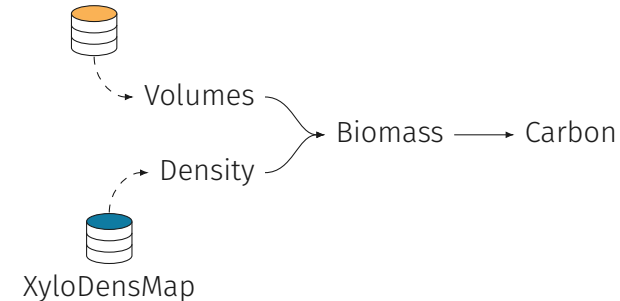 Volumes
Biomass
Carbon
Density
XyloDensMap